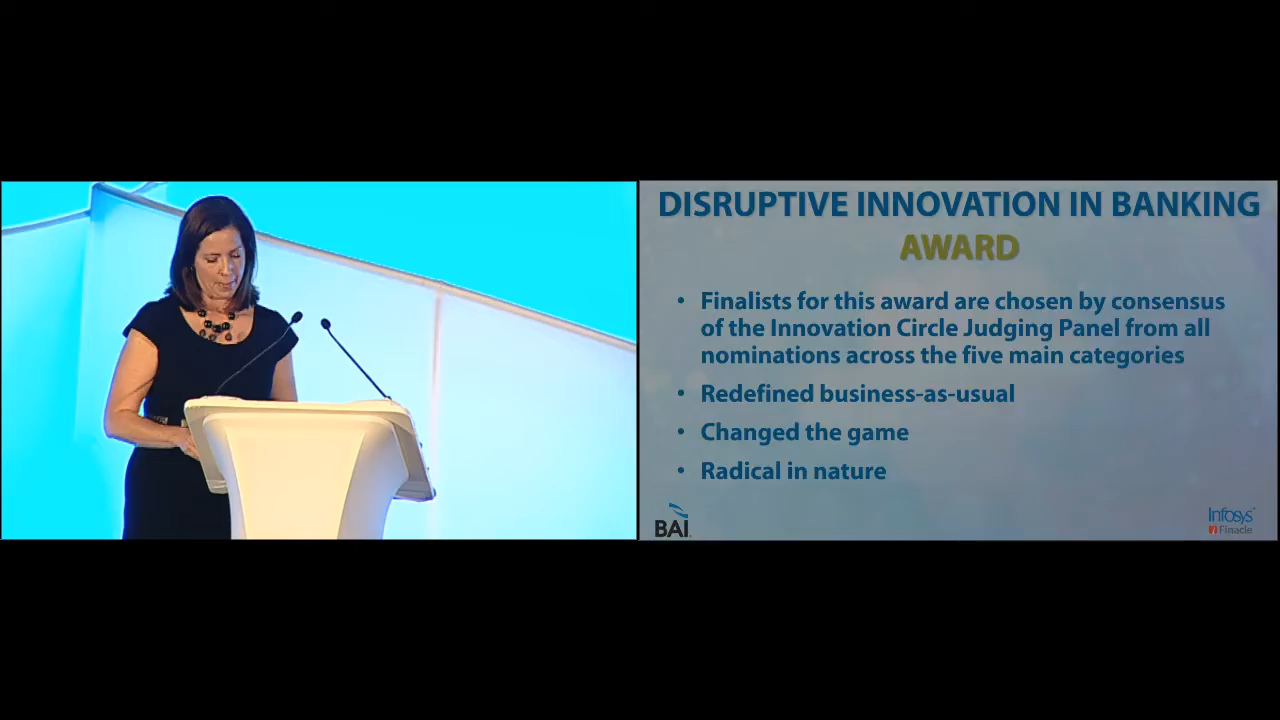 DISRUPTIVE INNOVATION IN BANKING
AWARD
• Finalists for this award are chosen by consensus
of the Innovation Circle Judging Panel from all
nominations across the five main categories
• Redefined business-as-usual
• Changed the game
• Radical in nature
BAI
Infosys
Finacle